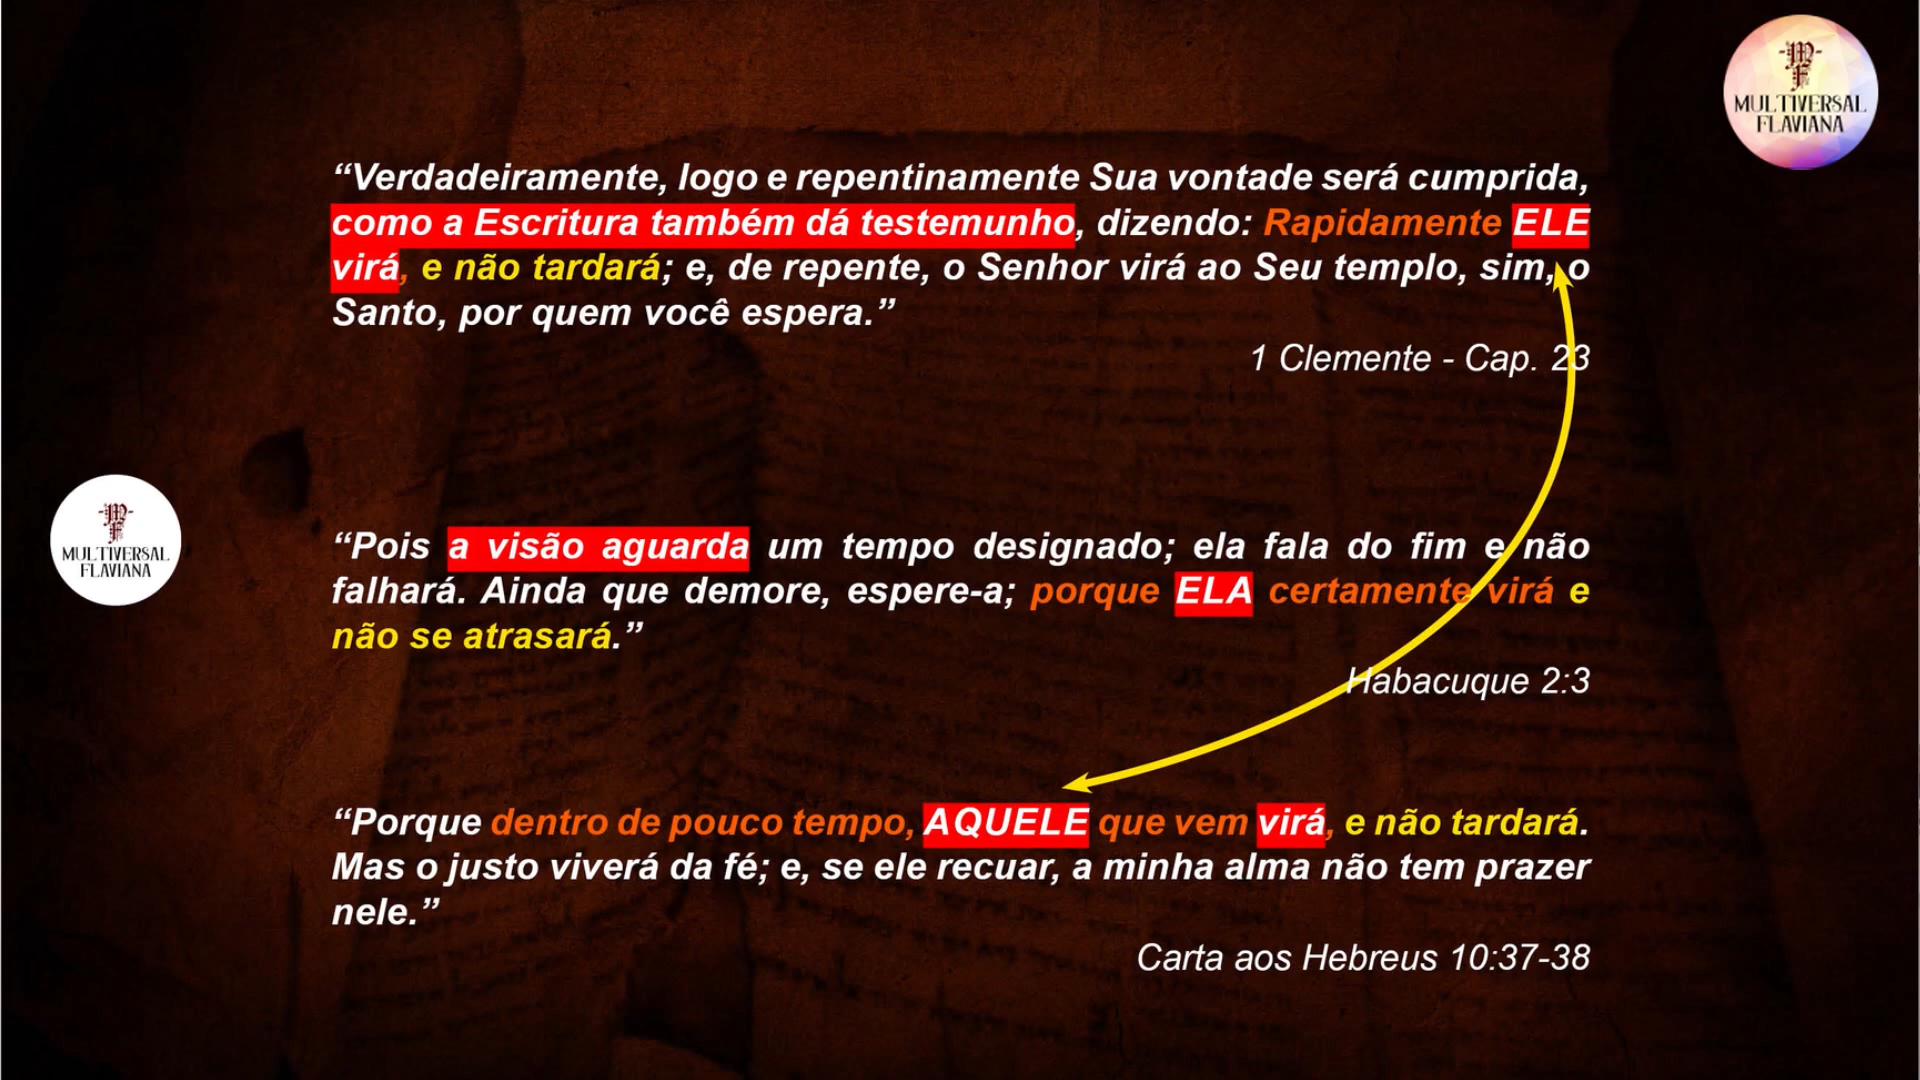 MULTIVERSAL
FLAVIANA
“Verdadeiramente, logo e repentinamente Sua vontade será cumprida,
como a Escritura também dá testemunho, dizendo: Rapidamente ELE
virá, e não tardará; e, de repente, o Senhor virá ao Seu templo, sim, o
Santo, por quem você espera.”
1 Clemente - Cap. 23
MULTIVERSAL
FLAVIANA
“Pois a visão aguarda um tempo designado; ela fala do fim e não
falhará. Ainda que demore, espere-a; porque ELA certamente virá e
não se atrasará.”
Habacuque 2:3
“Porque dentro de pouco tempo, AQUELE que vem virá, e não tardará.
Mas o justo viverá da fé; e, se ele recuar, a minha alma não tem prazer
nele.”
Carta aos Hebreus 10:37-38